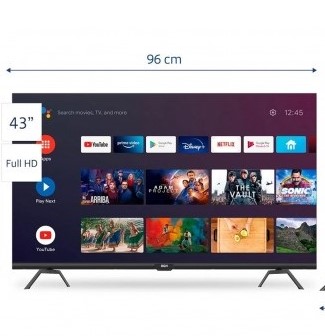 96 cm
43”
Full HD
Search movies, TV, and more
12:45
Apps
YouTube
prime video
Google Play
Disney+
NETFLIX
Google Play
Play Next
YouTube
ARRIBA
ADAM
PROJECT
THE
VAULT
SONIC